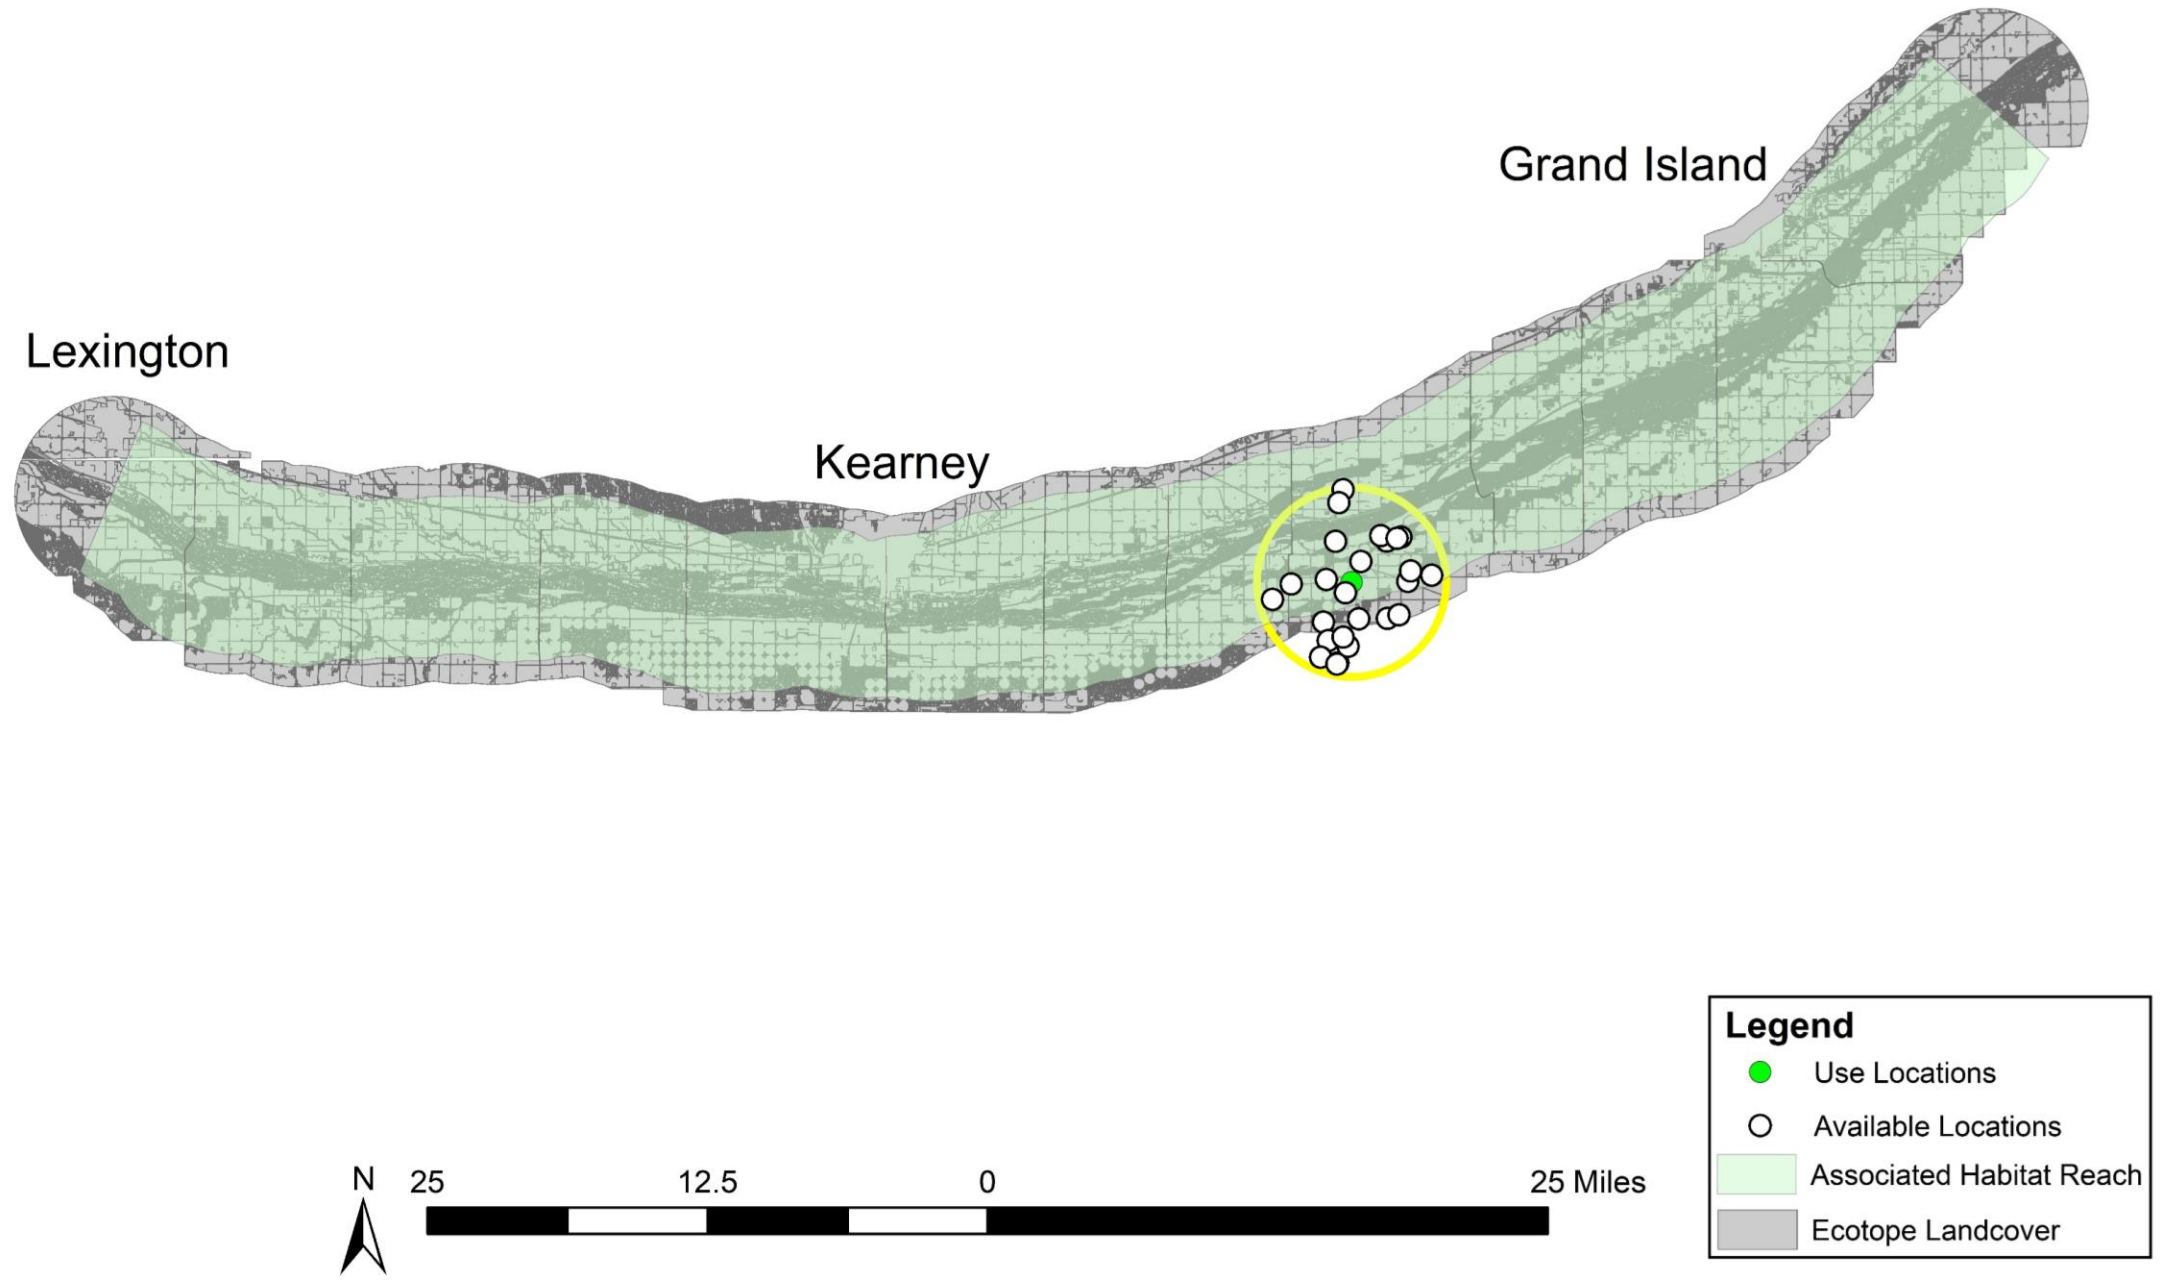 Grand Island
Lexington
Kearney
Legend
Use Locations
Available Locations
Associated Habitat Reach
Ecotope Landcover
N
25 12.5 0 25 Miles